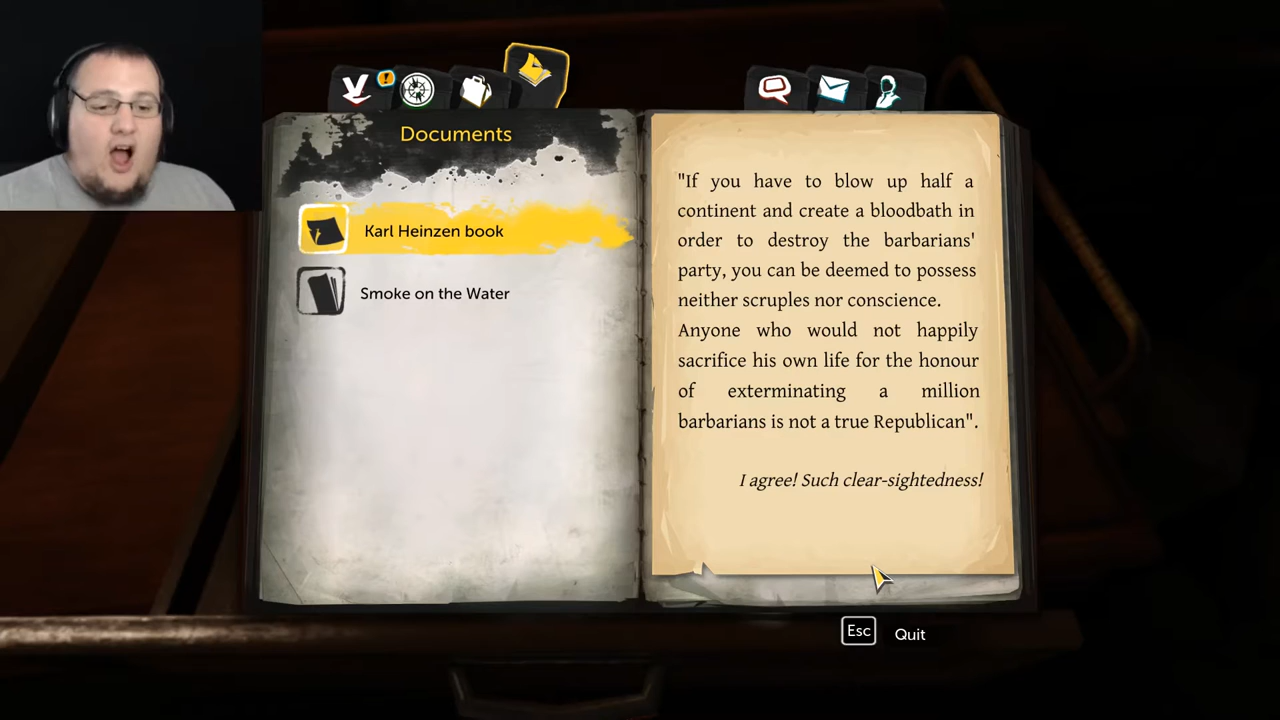 Documents
Karl Heinzen book
Smoke on the Water
"If you have to blow up half a
continent and create a bloodbath in
order to destroy the barbarians'
party, you can be deemed to possess
neither scruples nor conscience.
Anyone who would not happily
sacrifice his own life for the honour
of exterminating a million
barbarians is not a true Republican".
I agree! Such clear-sightedness!
Esc Quit